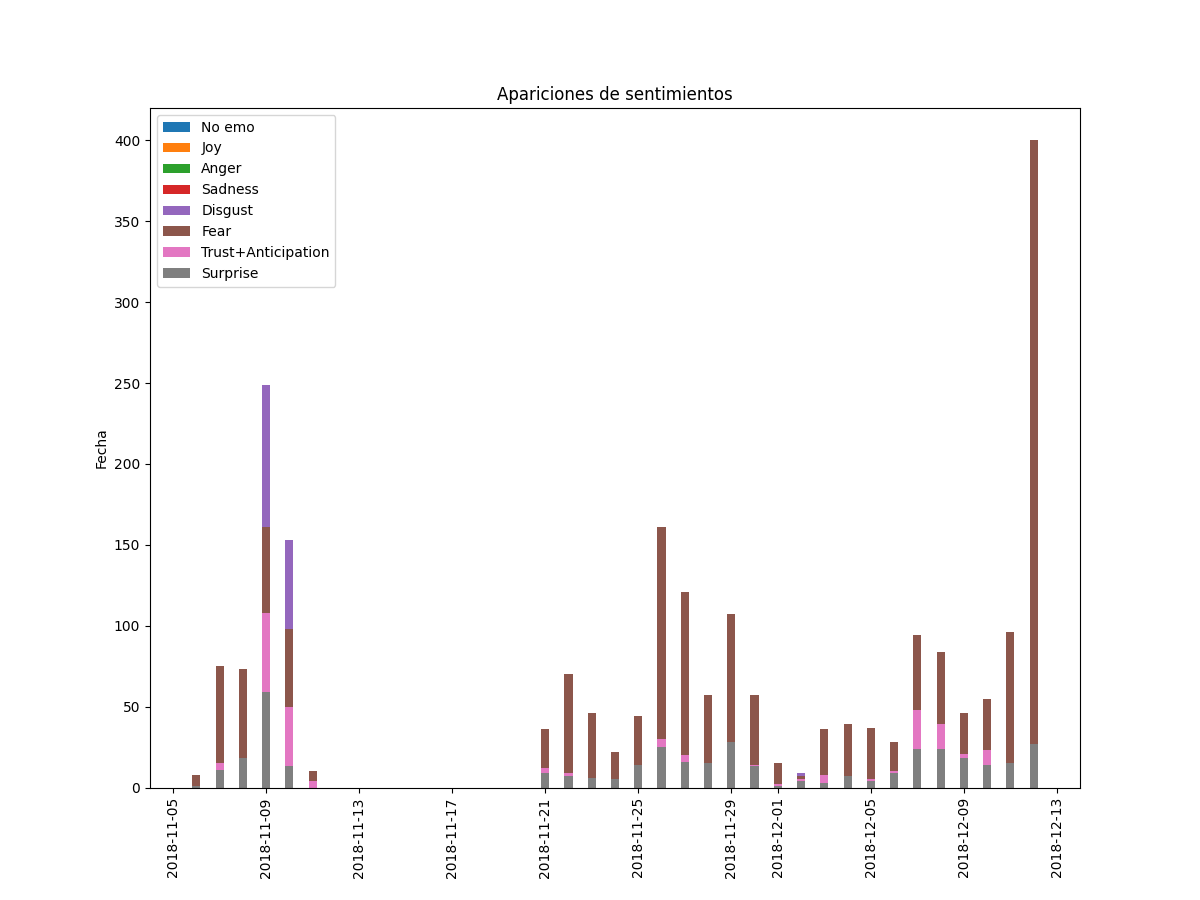 Apariciones de sentimientos
No emo
Joy
Anger
Sadness
Disgust
Fear
Trust+Anticipation
Surprise
Fecha
400
350
300
250
200
150
100
50
0
2018-11-05
2018-11-09
2018-11-13
2018-11-17
2018-11-21
2018-11-25
2018-11-29
2018-12-01
2018-12-05
2018-12-09
2018-12-13